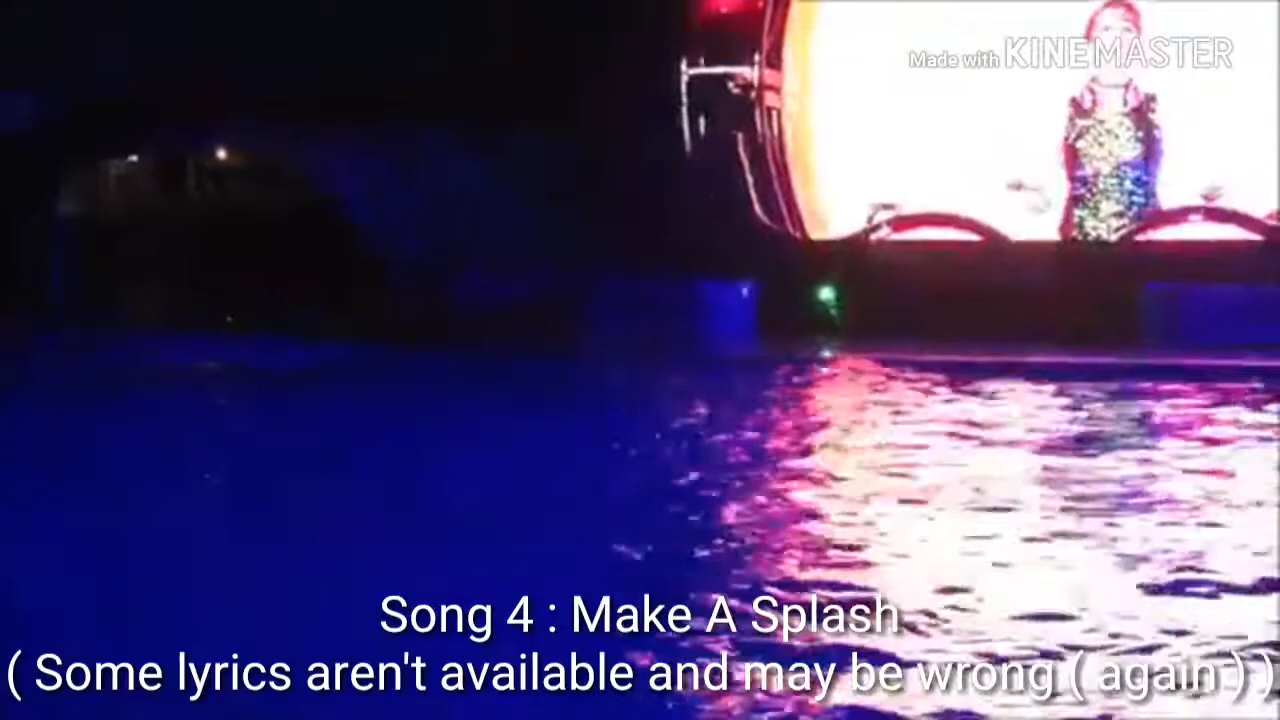 Made with KINEMASTER
Song 4 : Make A Splash
( Some lyrics aren't available and may be wrong ( again ) )